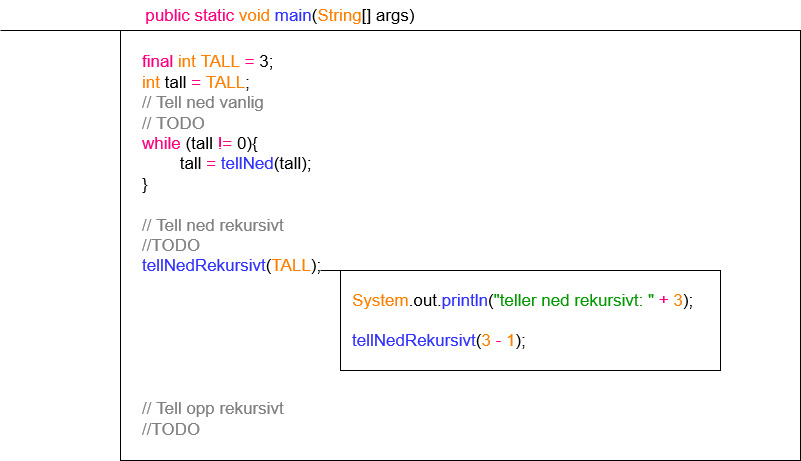 public static void main(String[] args)
final int TALL = 3;
int tall = TALL;
// Tell ned vanlig
// TODO
while (tall != 0){
tall = tellNed(tall);
}
// Tell ned rekursivt
//TODO
tellNedRekursivt(TALL);
System.out.println("teller ned rekursivt: " + 3);
tellNedRekursivt(3 - 1);
// Tell opp rekursivt
//TODO